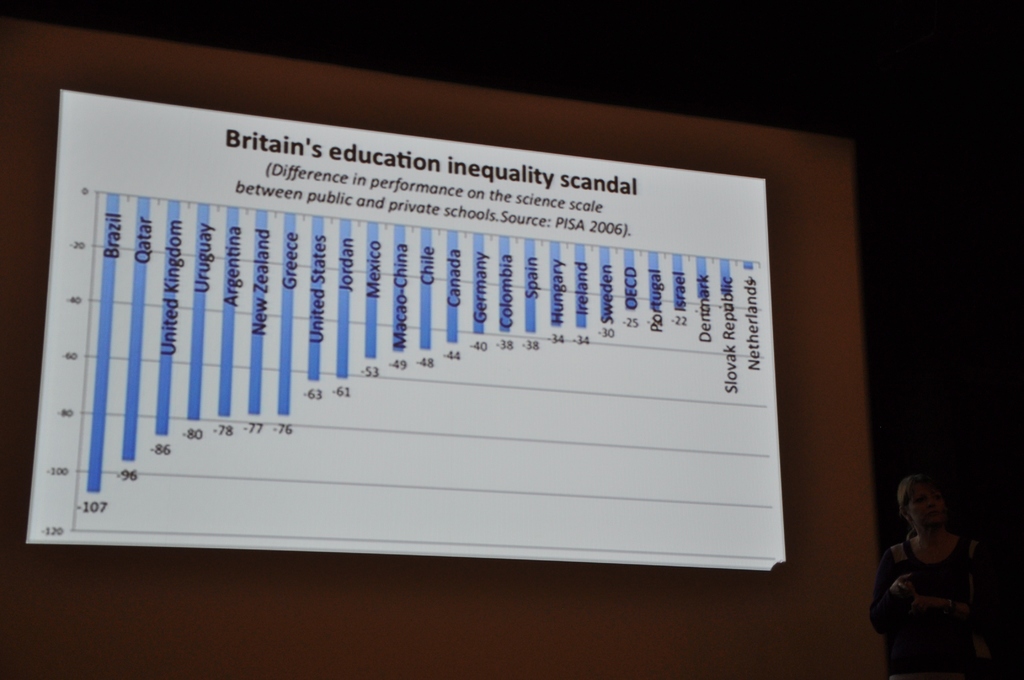 Britain's education inequality scandal
(Difference in performance on the science scale
between public and private schools.Source: PISA 2006).
0
-20
-40
-60
-80
-100
-120
Brazil
Qatar
United Kingdom
Uruguay
Argentina
New Zealand
Greece
United States
Jordan
Mexico
Macao-China
Chile
Canada
Germany
Colombia
Spain
Hungary
Ireland
Sweden
OECD
Portugal
Israel
Denmark
Slovak Republic
Netherlands
-107
-96
-86
-80
-78
-77
-76
-63
-61
-53
-49
-48
-44
-40
-38
-38
-34
-34
-30
-25
-22